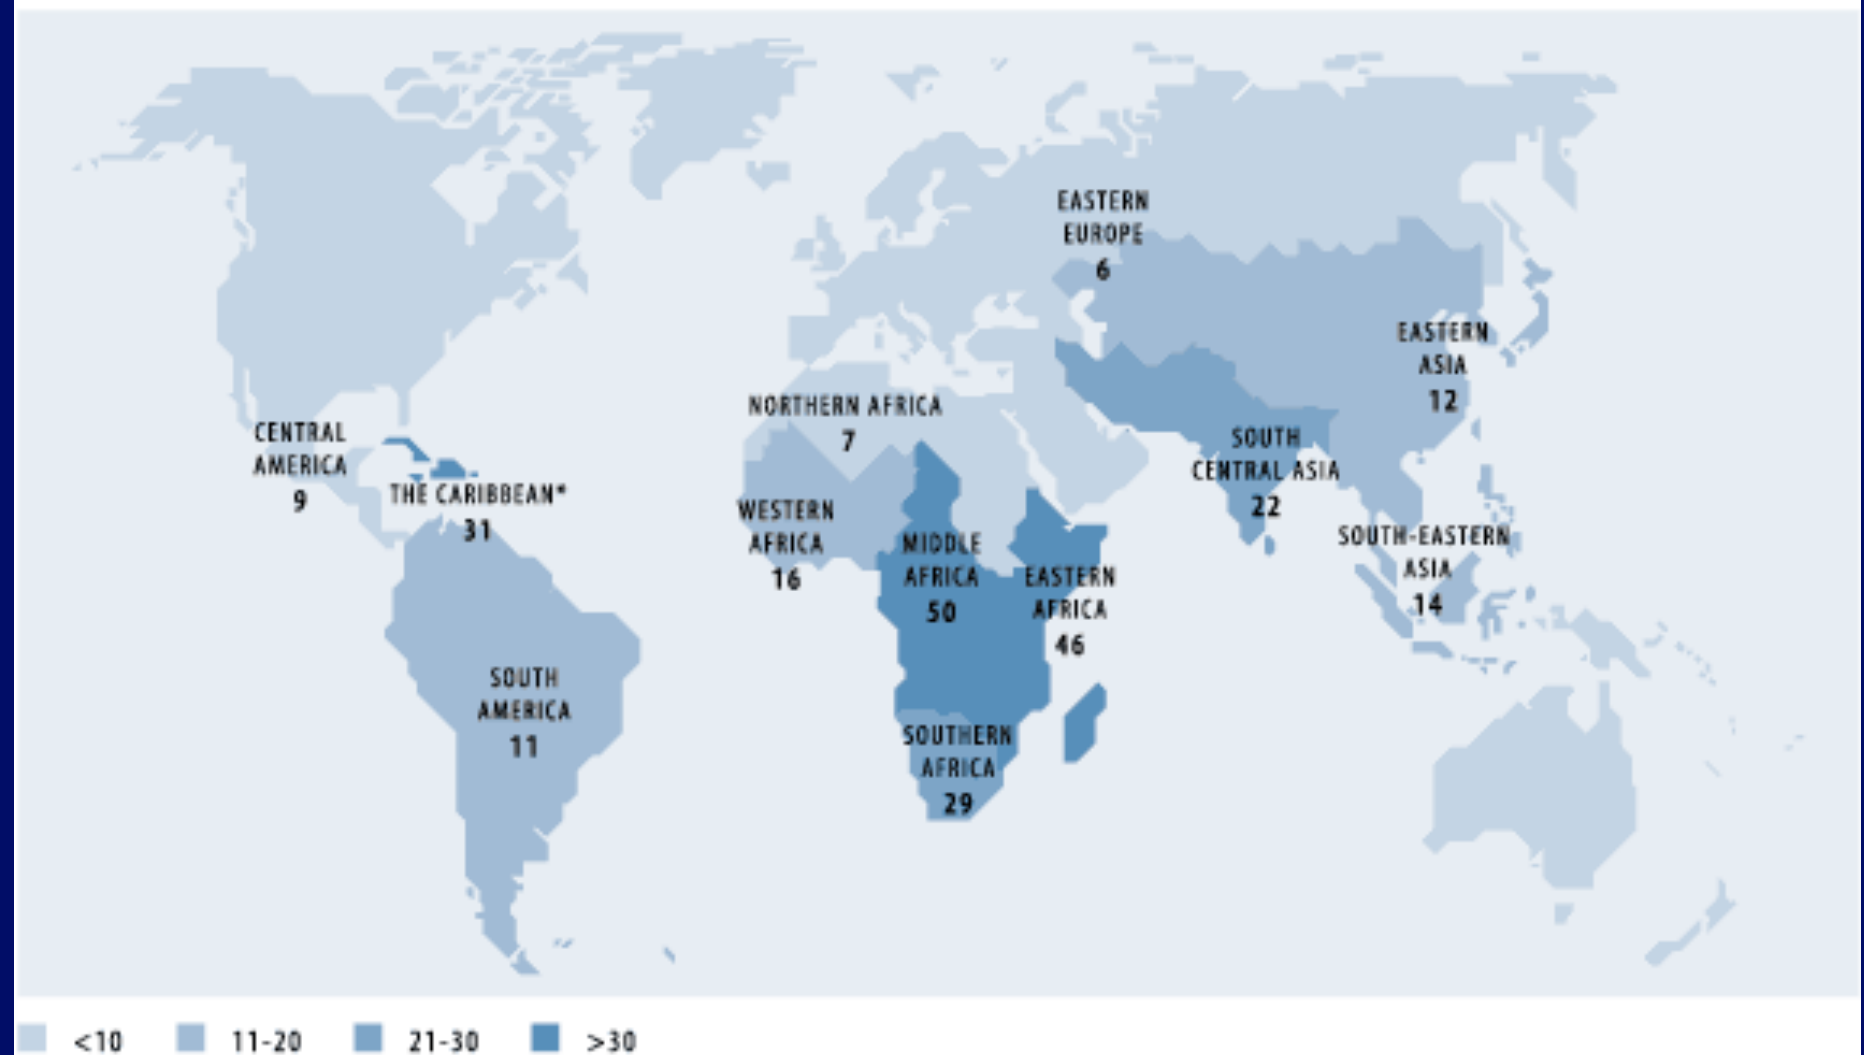 EASTERN
EUROPE
6
EASTERN
ASIA
12
NORTHERN AFRICA
7
CENTRAL
AMERICA
9
THE CARIBBEAN*
31
SOUTH
CENTRAL ASIA
22
WESTERN
AFRICA
16
MIDDLE
AFRICA
50
EASTERN
AFRICA
46
SOUTH-EASTERN
ASIA
14
SOUTH
AMERICA
11
SOUTHERN
AFRICA
29
<10 11-20 21-30 >30